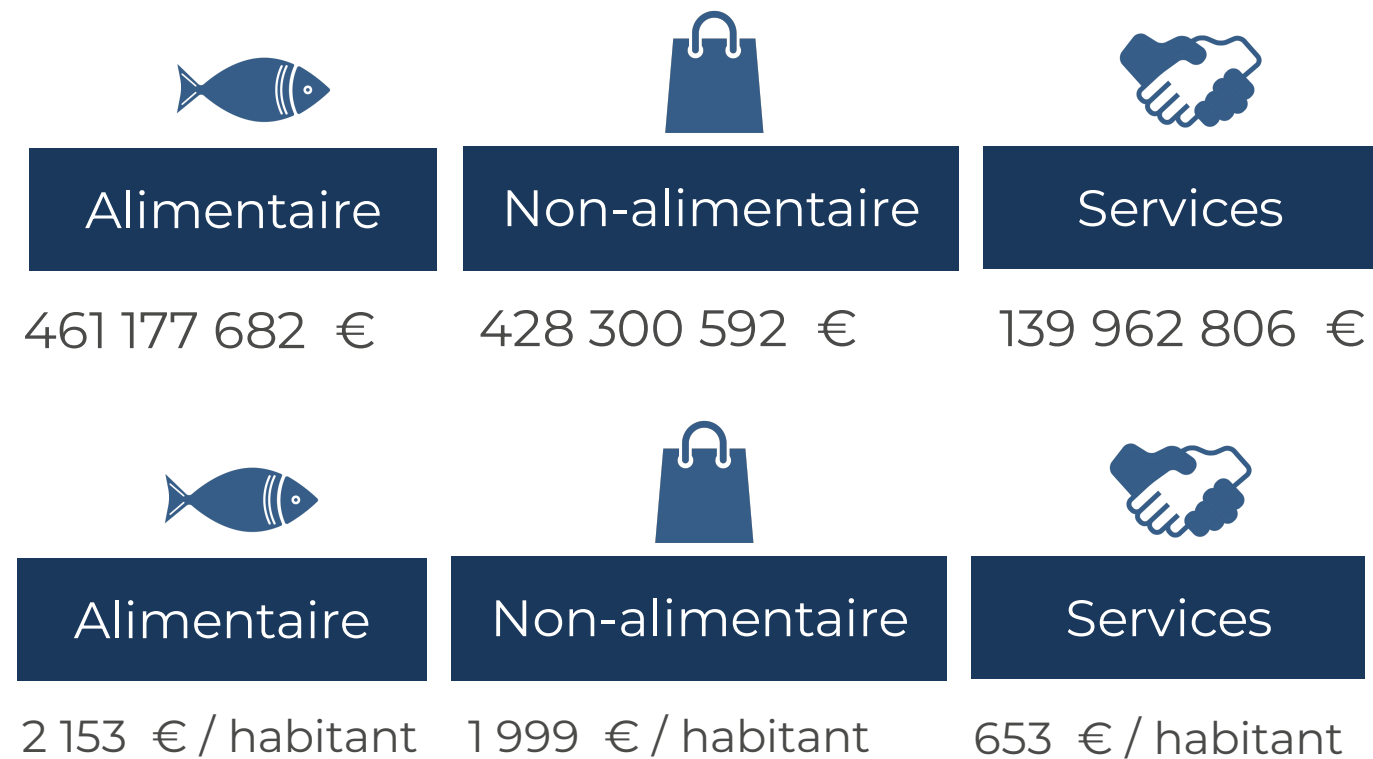 Alimentaire
Non-alimentaire
Services
461 177 682 €
428 300 592 €
139 962 806 €
Alimentaire
Non-alimentaire
Services
2 153 € / habitant
1 999 € / habitant
653 € / habitant